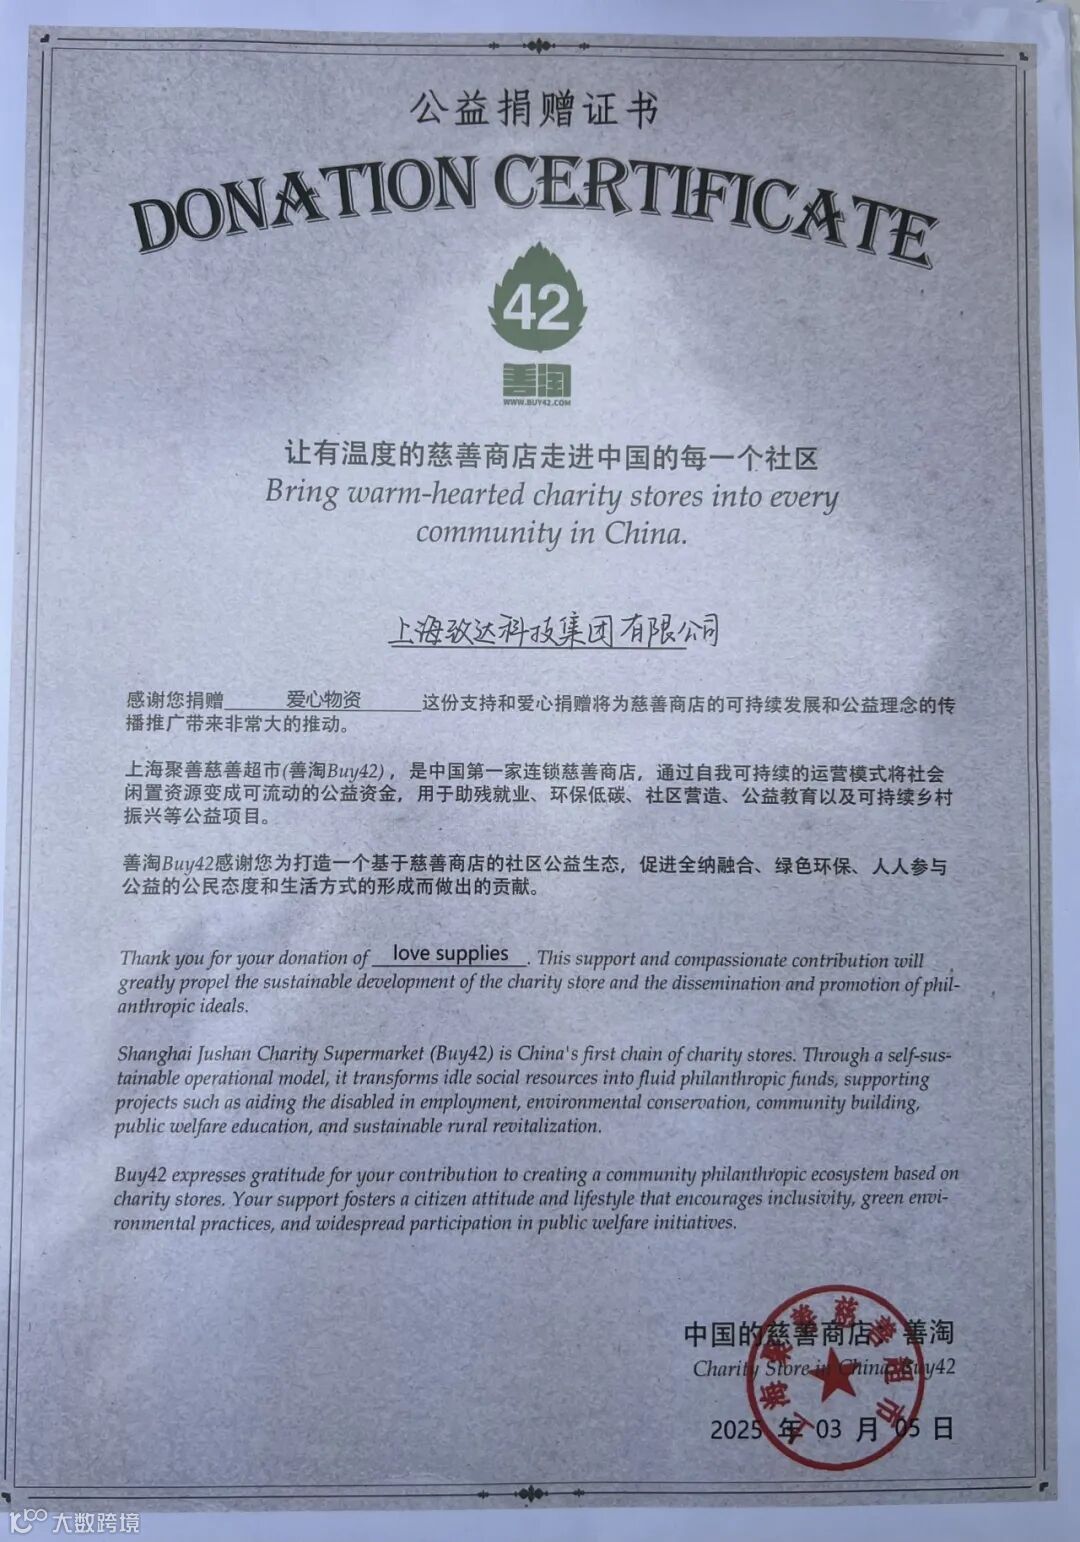 公益捐赠证书
DONATION CERTIFICATE
42
善淘
WWW.BUY42.COM
让有温度的慈善商店走进中国的每一个社区
Bring warm-hearted charity stores into every
community in China.
上海致达科技集团有限公司
感谢您捐赠 爱心物资 这份支持和爱心捐赠将为慈善商店的可持续发展和公益理念的传
播推广带来非常大的推动。
上海聚善慈善超市(善淘Buy42)，是中国第一家连锁慈善商店，通过自我可持续的运营模式将社会
闲置资源变成可流动的公益资金，用于助残就业、环保低碳、社区营造、公益教育以及可持续乡村
振兴等公益项目。
善淘Buy42感谢您为打造一个基于慈善商店的社区公益生态，促进全纳融合、绿色环保、人人参与
公益的公民态度和生活方式的形成而做出的贡献。
Thank you for your donation of love supplies . This support and compassionate contribution will
greatly propel the sustainable development of the charity store and the dissemination and promotion of phil-
anthropic ideals.
Shanghai Jushan Charity Supermarket (Buy42) is China's first chain of charity stores. Through a self-sus-
tainable operational model, it transforms idle social resources into fluid philanthropic funds, supporting
projects such as aiding the disabled in employment, environmental conservation, community building,
public welfare education, and sustainable rural revitalization.
Buy42 expresses gratitude for your contribution to creating a community philanthropic ecosystem based on
charity stores. Your support fosters a citizen attitude and lifestyle that encourages inclusivity, green envi-
ronmental practices, and widespread participation in public welfare initiatives.
中国的慈善商店 善淘
Charity Store in China Buy42
2025 年 03 月 05 日
上海聚善慈善超市
大数跨境